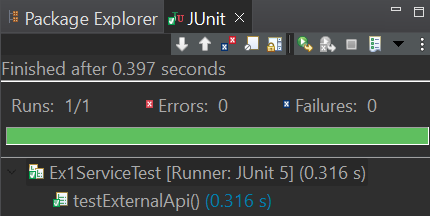 Package Explorer JUnit
Finished after 0.397 seconds
Runs: 1/1 Errors: 0 Failures: 0
Ex1ServiceTest [Runner: JUnit 5] (0.316 s)
testExternalApi() (0.316 s)